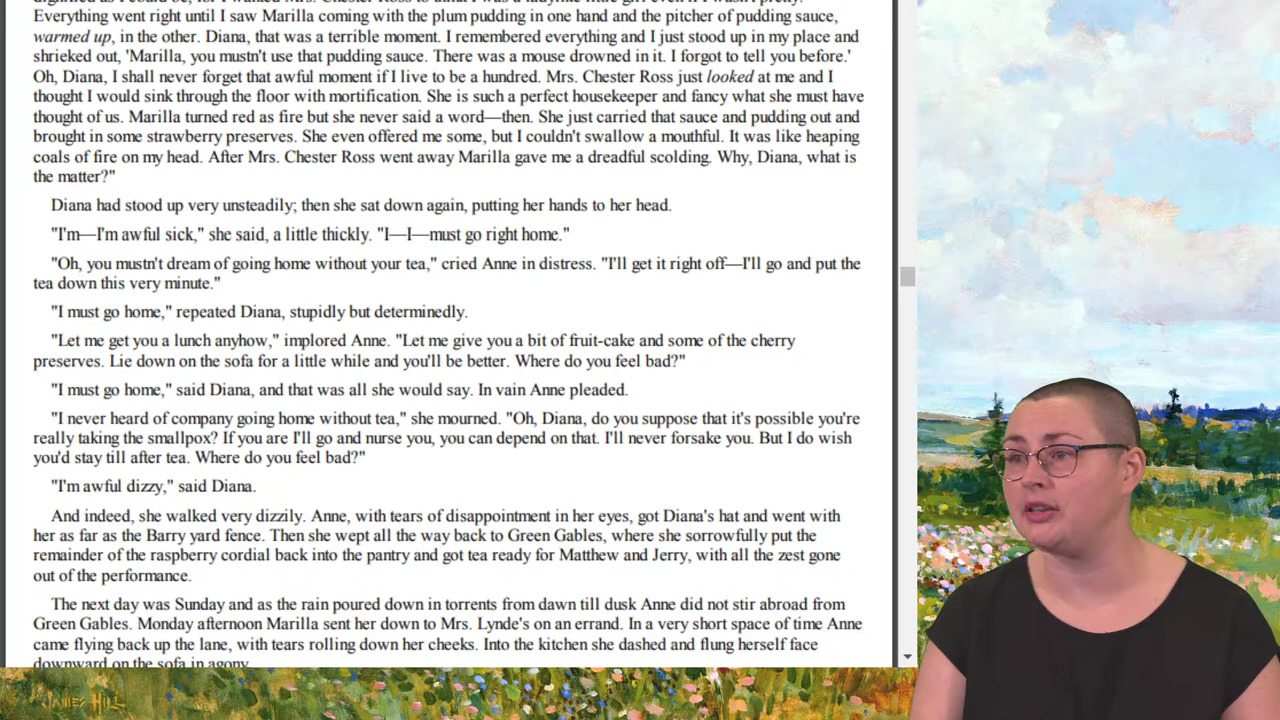 Everything went right until I saw Marilla coming with the plum pudding in one hand and the pitcher of pudding sauce,
warmed up, in the other. Diana, that was a terrible moment. I remembered everything and I just stood up in my place and
shrieked out, 'Marilla, you mustn't use that pudding sauce. There was a mouse drowned in it. I forgot to tell you before.'
Oh, Diana, I shall never forget that awful moment if I live to be a hundred. Mrs. Chester Ross just looked at me and I
thought I would sink through the floor with mortification. She is such a perfect housekeeper and fancy what she must have
thought of us. Marilla turned red as fire but she never said a word—then. She just carried that sauce and pudding out and
brought in some strawberry preserves. She even offered me some, but I couldn't swallow a mouthful. It was like heaping
coals of fire on my head. After Mrs. Chester Ross went away Marilla gave me a dreadful scolding. Why, Diana, what is
the matter?"
Diana had stood up very unsteadily; then she sat down again, putting her hands to her head.
"I'm—I'm awful sick," she said, a little thickly. "I—I—must go right home."
"Oh, you mustn't dream of going home without your tea," cried Anne in distress. "I'll get it right off—I'll go and put the
tea down this very minute."
"I must go home," repeated Diana, stupidly but determinedly.
"Let me get you a lunch anyhow," implored Anne. "Let me give you a bit of fruit-cake and some of the cherry
preserves. Lie down on the sofa for a little while and you'll be better. Where do you feel bad?"
"I must go home," said Diana, and that was all she would say. In vain Anne pleaded.
"I never heard of company going home without tea," she mourned. "Oh, Diana, do you suppose that it's possible you're
really taking the smallpox? If you are I'll go and nurse you, you can depend on that. I'll never forsake you. But I do wish
you'd stay till after tea. Where do you feel bad?"
"I'm awful dizzy," said Diana.
And indeed, she walked very dizzily. Anne, with tears of disappointment in her eyes, got Diana's hat and went with
her as far as the Barry yard fence. Then she wept all the way back to Green Gables, where she sorrowfully put the
remainder of the raspberry cordial back into the pantry and got tea ready for Matthew and Jerry, with all the zest gone
out of the performance.
The next day was Sunday and as the rain poured down in torrents from dawn till dusk Anne did not stir abroad from
Green Gables. Monday afternoon Marilla sent her down to Mrs. Lynde's on an errand. In a very short space of time Anne
came flying back up the lane, with tears rolling down her cheeks. Into the kitchen she dashed and flung herself face
downward on the sofa in agony.
JAMES HILL